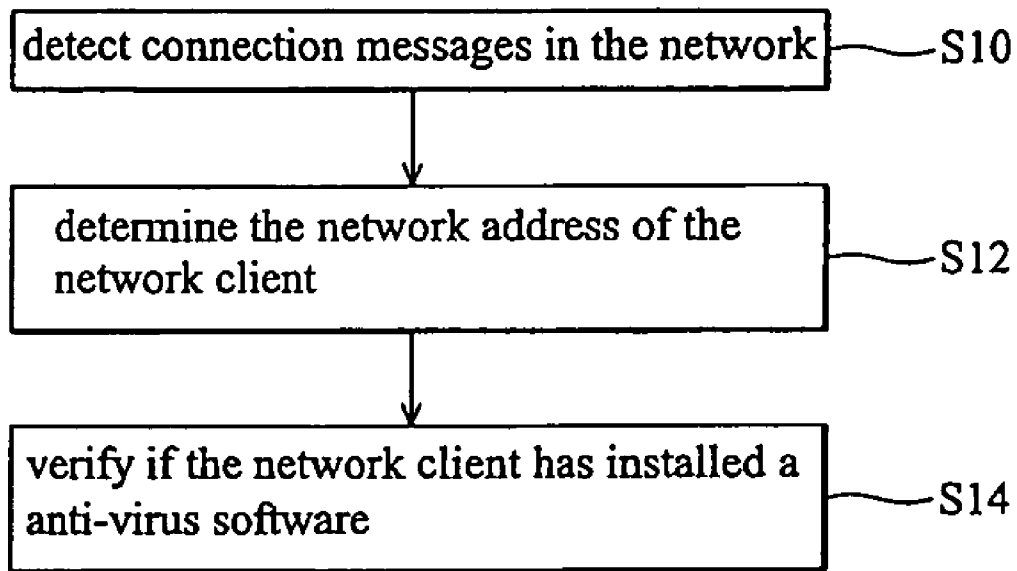 detect connection messages in the network
S10
determine the network address of the
network client
S12
verify if the network client has installed a
anti-virus software
S14